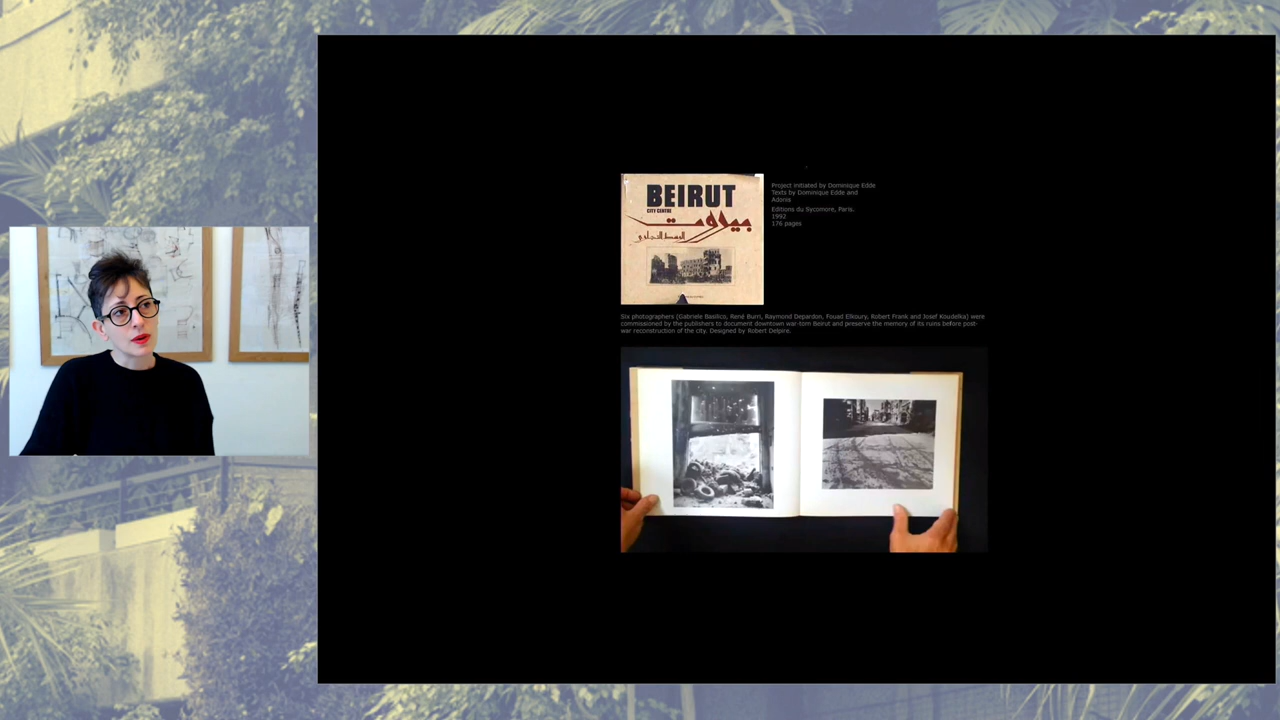 BEIRUT
CITY CENTRE
بيروت
الوسط التجاري
Project initiated by Dominique Edde
Texts by Dominique Edde and
Adonis
Editions du Sycomore, Paris.
1992
176 pages
Six photographers (Gabriele Basilico, René Burri, Raymond Depardon, Fouad Elkoury, Robert Frank and Josef Koudelka) were
commissioned by the publishers to document downtown war-torn Beirut and preserve the memory of its ruins before post-
war reconstruction of the city. Designed by Robert Delpire.